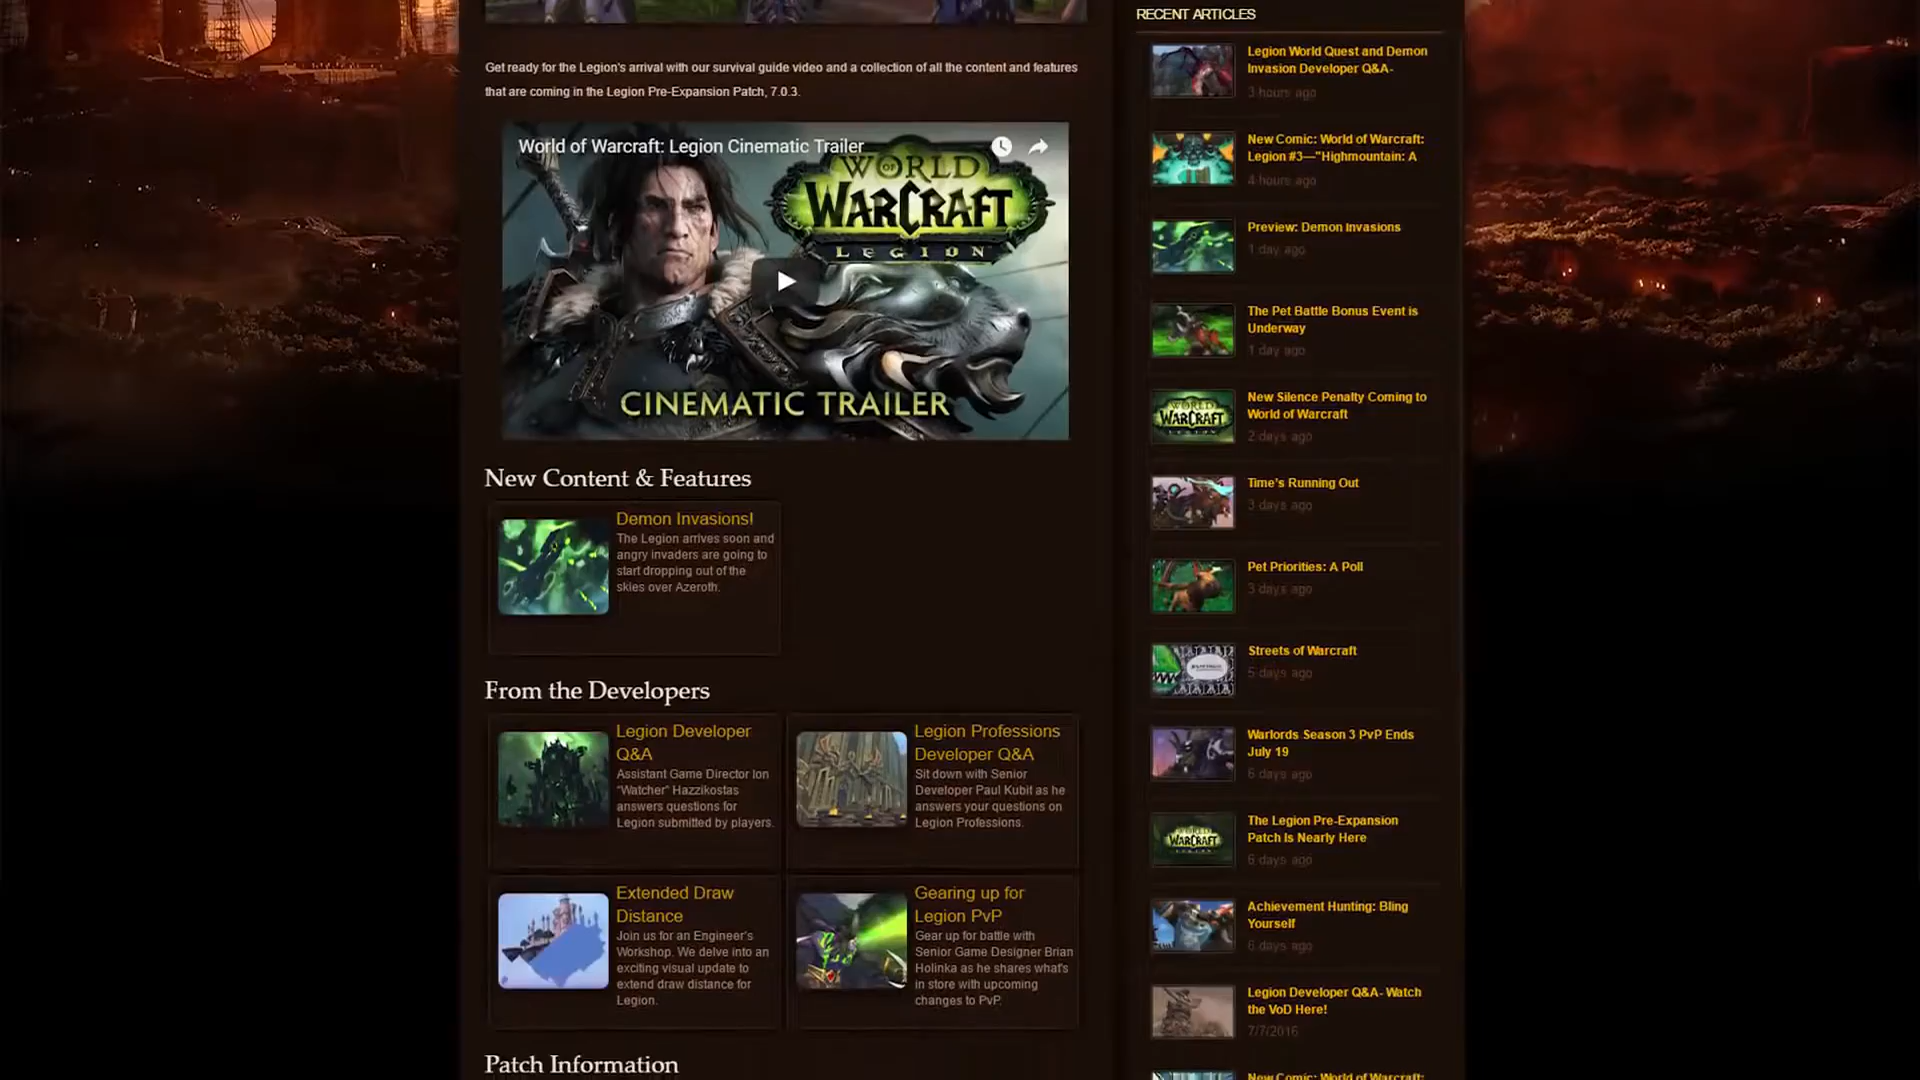 Get ready for the Legion's arrival with our survival guide video and a collection of all the content and features
that are coming in the Legion Pre-Expansion Patch, 7.0.3.
World of Warcraft: Legion Cinematic Trailer
WORLD
OF
WARCRAFT
LEGION
CINEMATIC TRAILER
New Content & Features
Demon Invasions!
The Legion arrives soon and
angry invaders are going to
start dropping out of the
skies over Azeroth.
From the Developers
Legion Developer
Q&A
Assistant Game Director Ion
“Watcher” Hazzikostas
answers questions for
Legion submitted by players.
Legion Professions
Developer Q&A
Sit down with Senior
Developer Paul Kubit as he
answers your questions on
Legion Professions.
Extended Draw
Distance
Join us for an Engineer’s
Workshop. We delve into an
exciting visual update to
extend draw distance for
Legion.
Gearing up for
Legion PvP
Gear up for battle with
Senior Game Designer Brian
Holinka as he shares what's
in store with upcoming
changes to PvP.
Patch Information
RECENT ARTICLES
Legion World Quest and Demon
Invasion Developer Q&A-
3 hours ago
New Comic: World of Warcraft:
Legion #3—"Highmountain: A
4 hours ago
Preview: Demon Invasions
1 day ago
The Pet Battle Bonus Event is
Underway
1 day ago
WORLD
WARCRAFT
New Silence Penalty Coming to
World of Warcraft
2 days ago
Time’s Running Out
3 days ago
Pet Priorities: A Poll
3 days ago
Streets of Warcraft
5 days ago
Warlords Season 3 PvP Ends
July 19
6 days ago
WARCRAFT
The Legion Pre-Expansion
Patch Is Nearly Here
6 days ago
Achievement Hunting: Bling
Yourself
6 days ago
Legion Developer Q&A- Watch
the VoD Here!
7/7/2016
New Comic: World of Warcraft: